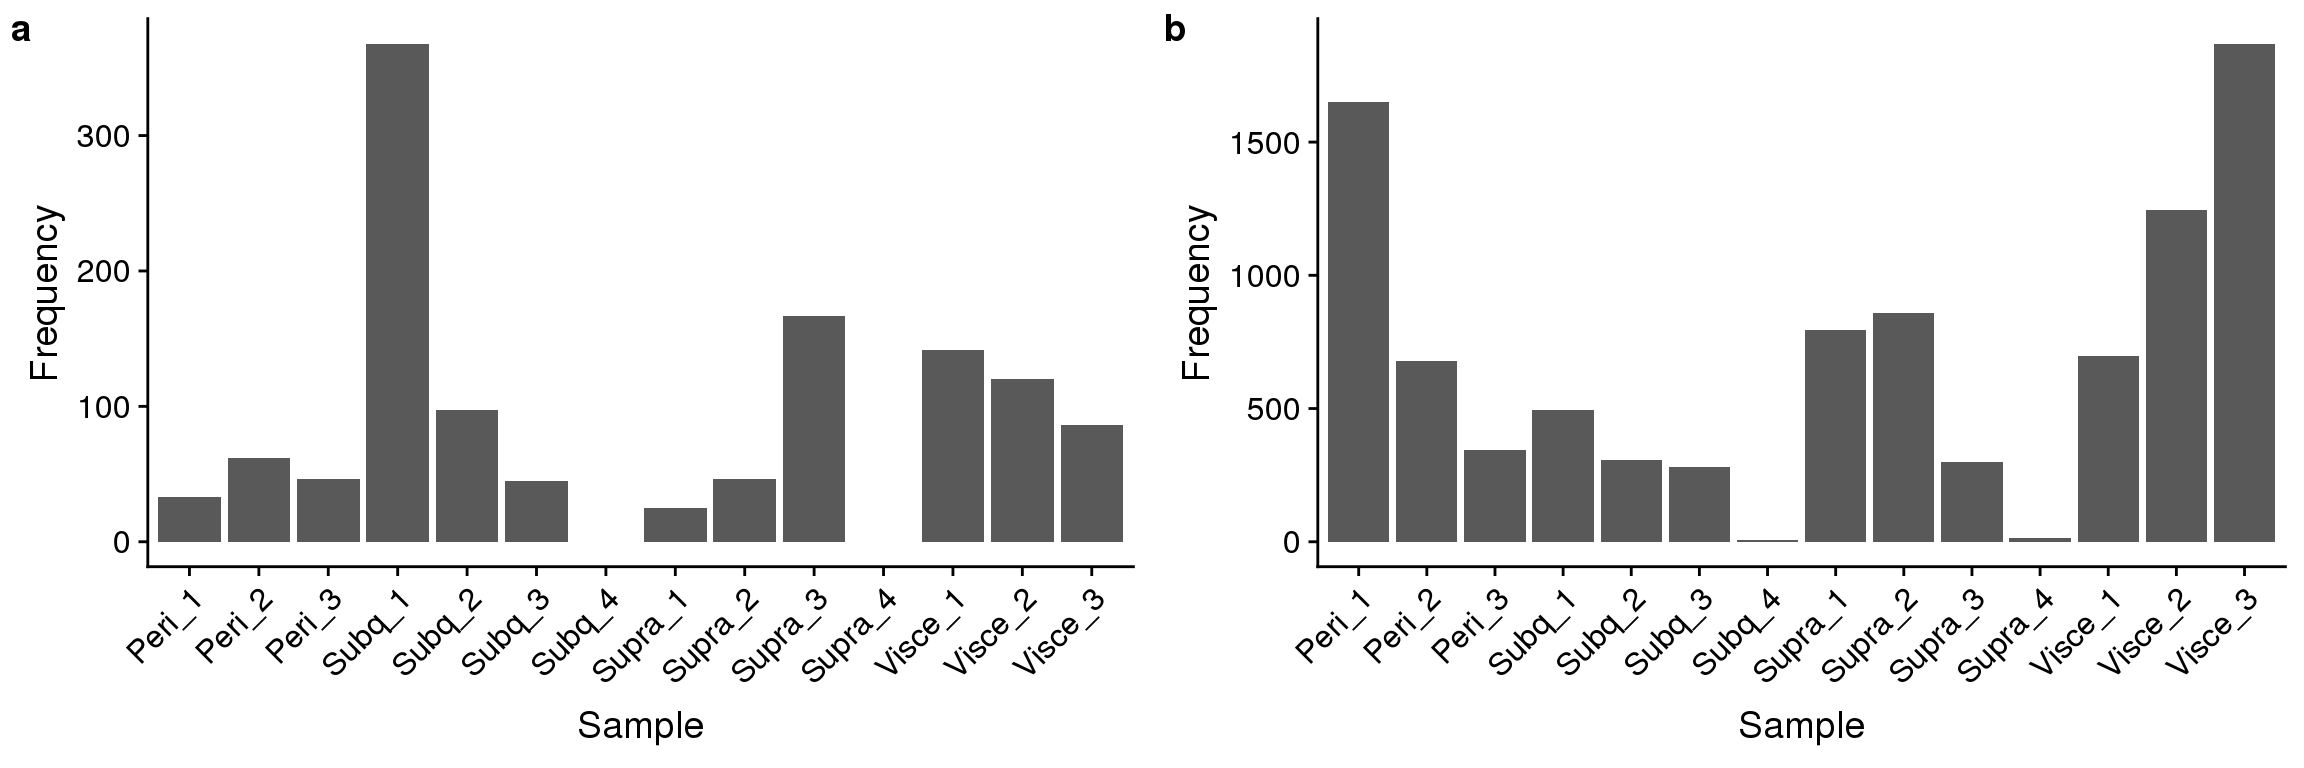 a
Frequency
300
200
100
0
Peri_1
Peri_2
Peri_3
Subq_1
Subq_2
Subq_3
Subq_4
Supra_1
Supra_2
Supra_3
Supra_4
Visce_1
Visce_2
Visce_3
Sample
b
Frequency
1500
1000
500
0
Peri_1
Peri_2
Peri_3
Subq_1
Subq_2
Subq_3
Subq_4
Supra_1
Supra_2
Supra_3
Supra_4
Visce_1
Visce_2
Visce_3
Sample